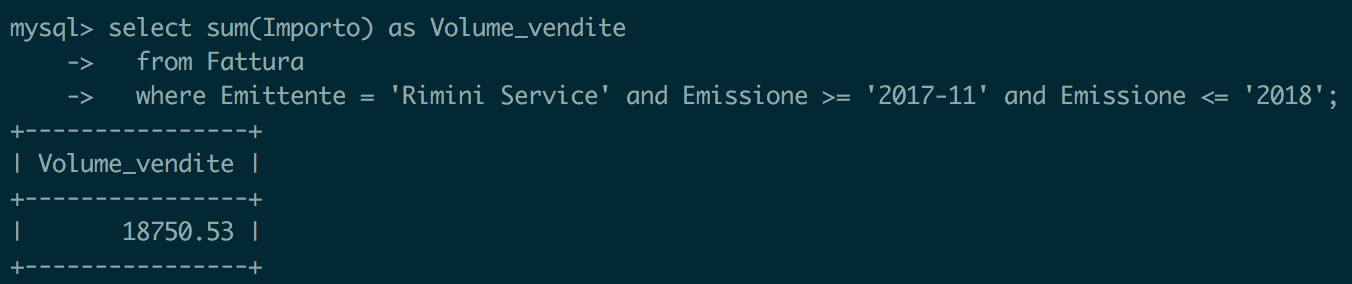 mysql> select sum(Importo) as Volume_vendite
    ->   from Fattura
    ->   where Emittente = 'Rimini Service' and Emissione >= '2017-11' and Emissione <= '2018';
+----------------+
| Volume_vendite |
+----------------+
|       18750.53 |
+----------------+